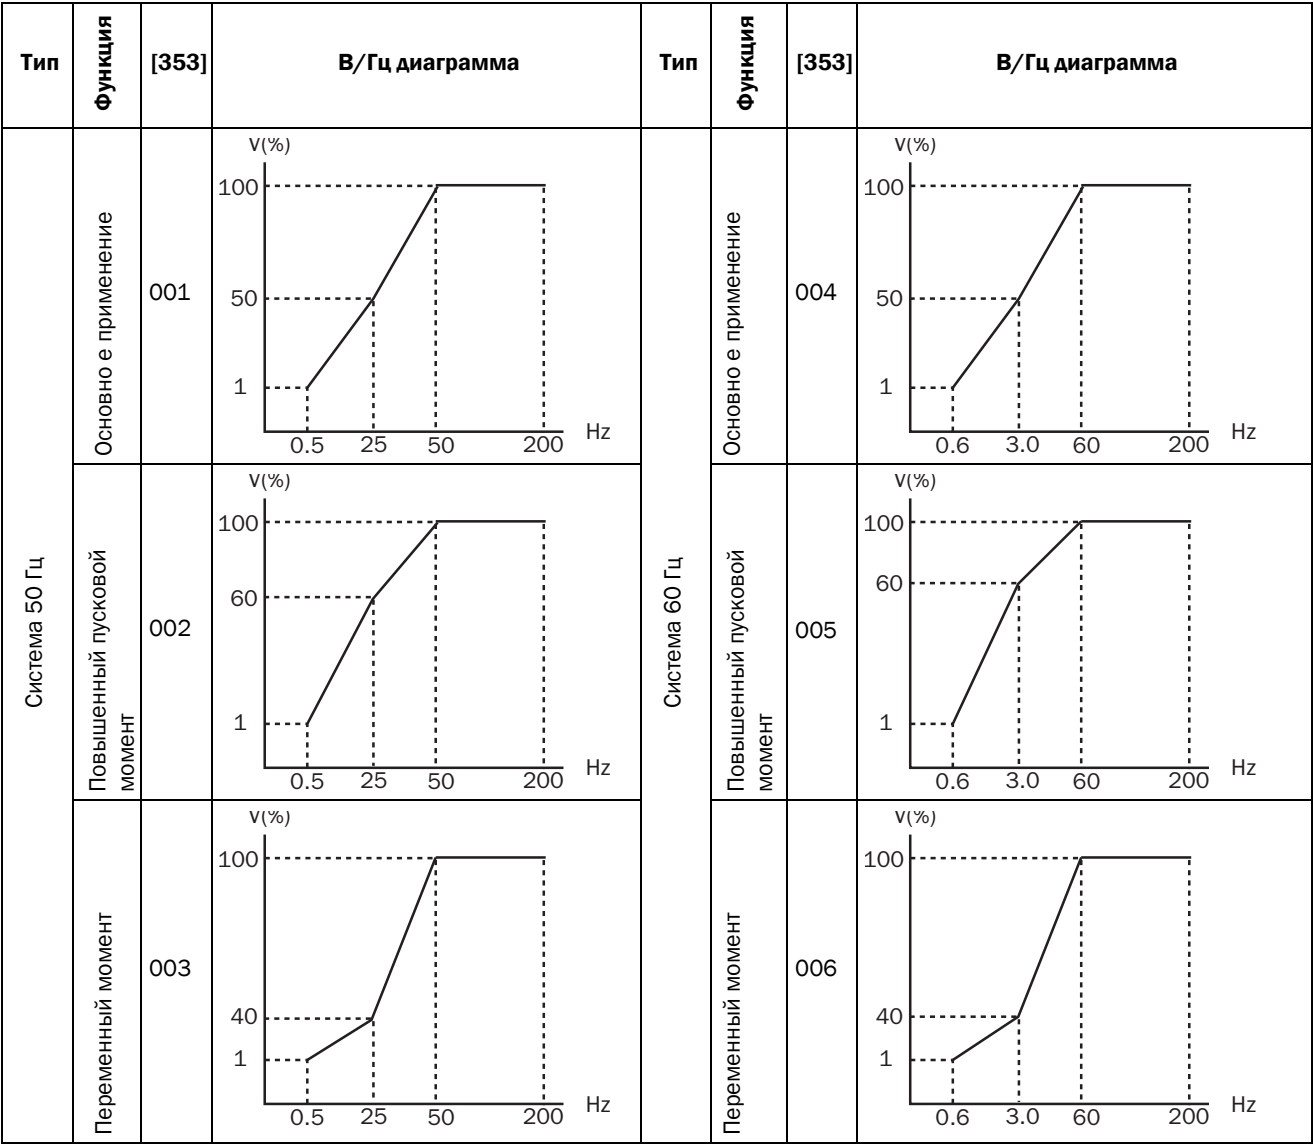 Тип Функция [353] В/Гц диаграмма Тип Функция [353] В/Гц диаграмма
Система 50 Гц
Основно е применение
001
V(%)
100
50
1
0.5 25 50 200 Hz
Повышенный пусковой
момент
002
V(%)
100
60
1
0.5 25 50 200 Hz
Переменный момент
003
V(%)
100
40
1
0.5 25 50 200 Hz
Система 60 Гц
Основно е применение
004
V(%)
100
50
1
0.6 3.0 60 200 Hz
Повышенный пусковой
момент
005
V(%)
100
60
1
0.6 3.0 60 200 Hz
Переменный момент
006
V(%)
100
40
1
0.6 3.0 60 200 Hz